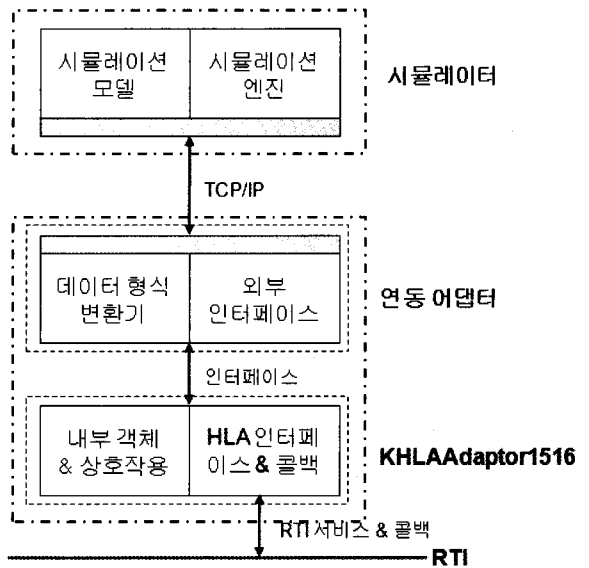 시뮬레이션
모델
시뮬레이션
엔진
시뮬레이터
TCP/IP
데이터 형식
변환기
외부
인터페이스
연동 어댑터
인터페이스
내부 객체
& 상호작용
HLA 인터페
이스 & 콜백
KHLAAdaptor1516
RTI 서비스 & 콜백
RTI